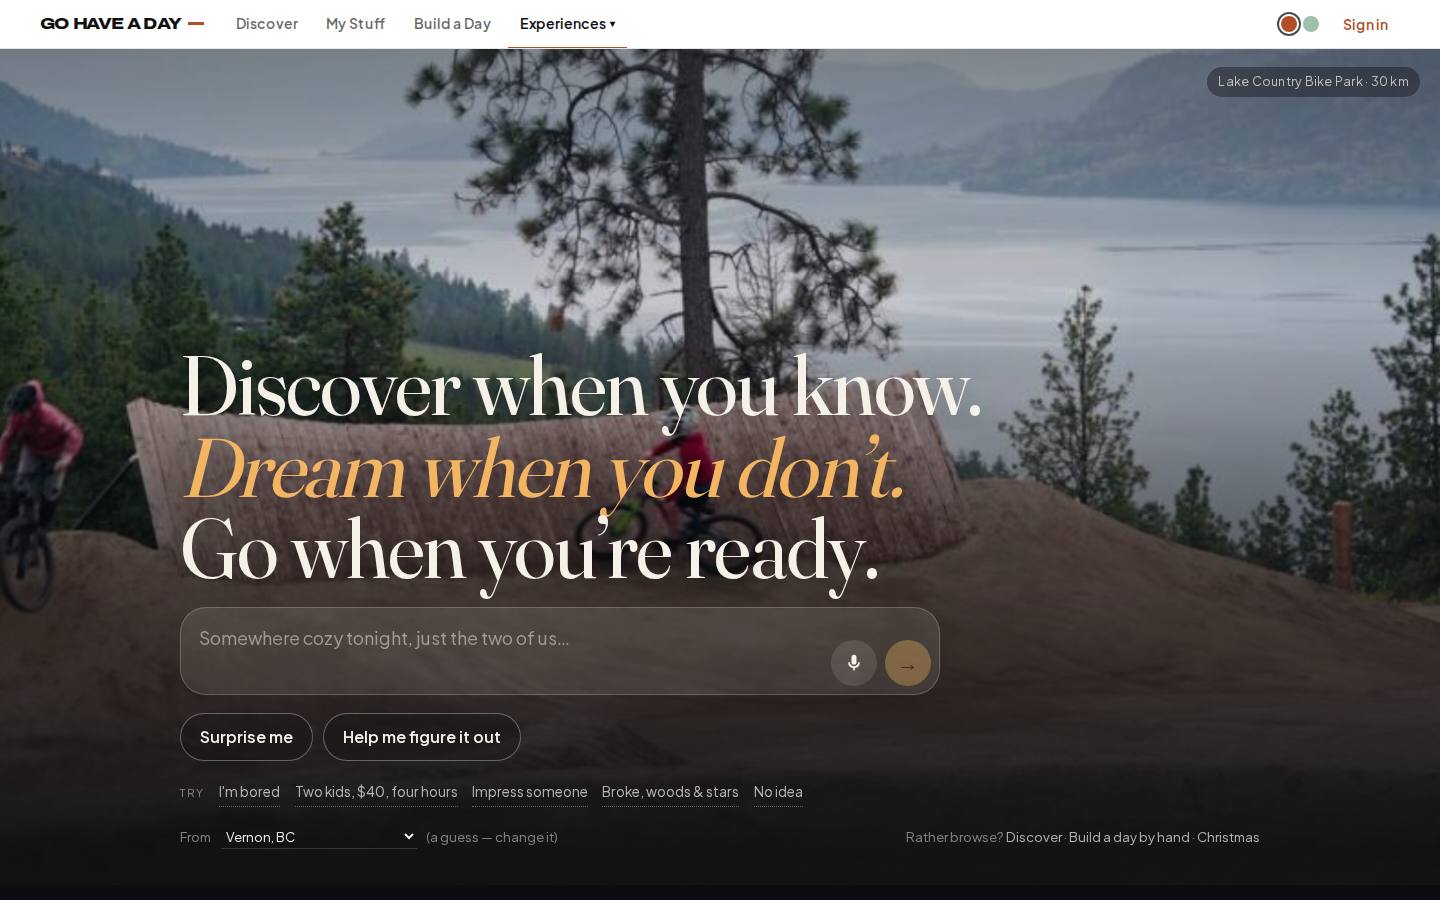 GO HAVE A DAY
Discover
My Stuff
Build a Day
Experiences ▾
Sign in
Lake Country Bike Park · 30 km
Discover when you know.
Dream when you don’t.
Go when you’re ready.
Somewhere cozy tonight, just the two of us…
→
Surprise me
Help me figure it out
TRY I'm bored Two kids, $40, four hours Impress someone Broke, woods & stars No idea
From Vernon, BC (a guess — change it)
Rather browse? Discover · Build a day by hand · Christmas